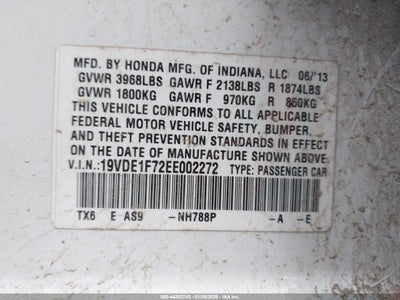 MFD. BY HONDA MFG. OF INDIANA, LLC 06/13
GVWR 3968LBS GAWR F 2138LBS R 1874LBS
GVWR 1800KG GAWR F 970KG R 850KG
THIS VEHICLE CONFORMS TO ALL APPLICABLE
FEDERAL MOTOR VEHICLE SAFETY, BUMPER,
AND THEFT PREVENTION STANDARDS IN EFFECT
ON THE DATE OF MANUFACTURE SHOWN ABOVE.
V.I.N.:19VDE1F72EE002272 TYPE: PASSENGER CAR
TX6 E AS9 -NH788P -A -E